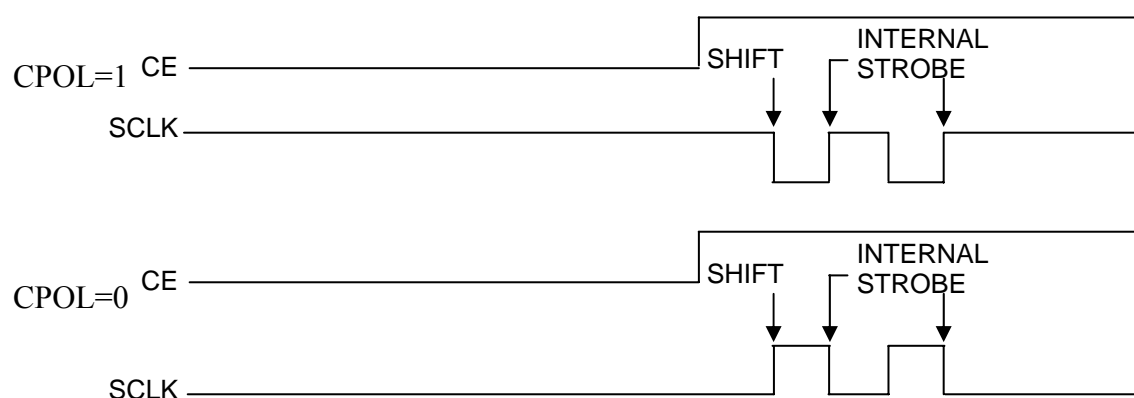 INTERNAL
SHIFT STROBE
CPOL=1 CE
SCLK
INTERNAL
SHIFT STROBE
CPOL=0 CE
SCLK